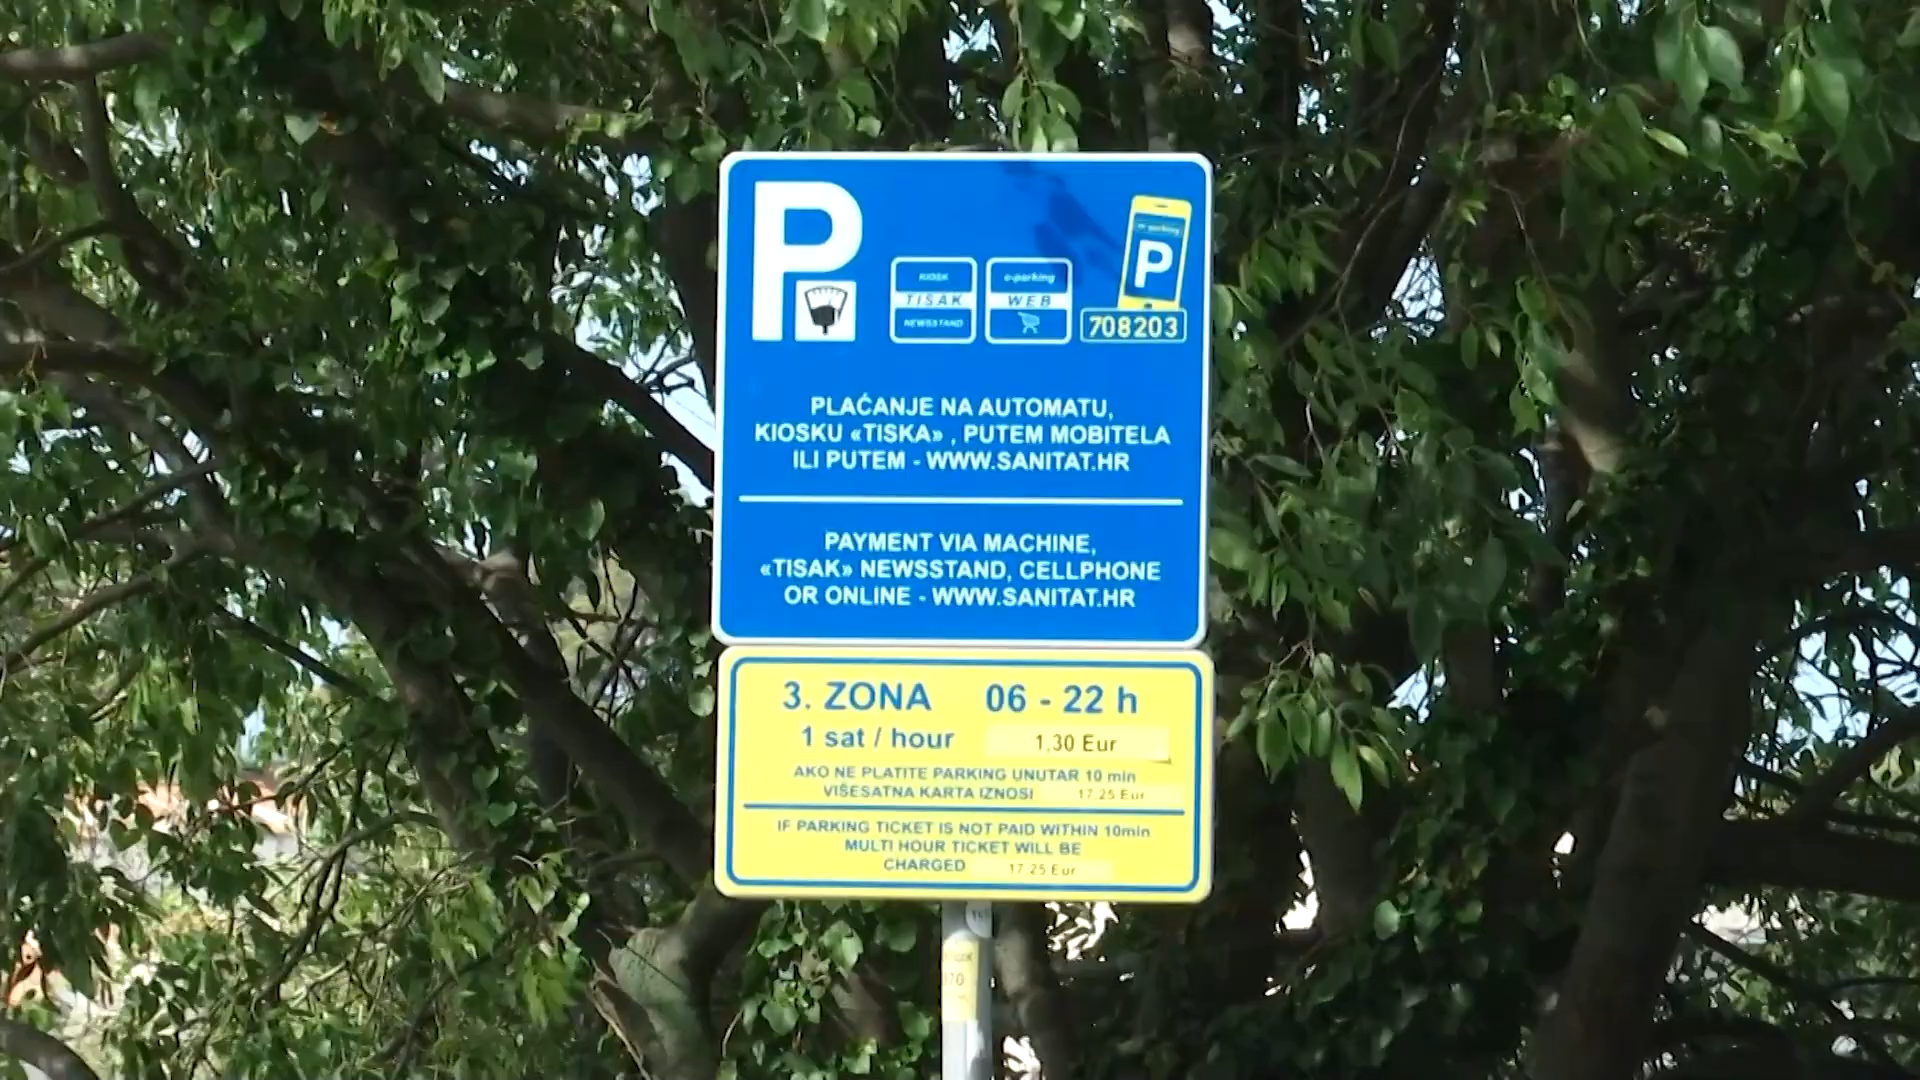 P
KIOSK
TISAK
NEWSSTAND
e-parking
WEB
m-parking
P
708203
PLAĆANJE NA AUTOMATU,
KIOSKU «TISKA» , PUTEM MOBITELA
ILI PUTEM - WWW.SANITAT.HR
PAYMENT VIA MACHINE,
«TISAK» NEWSSTAND, CELLPHONE
OR ONLINE - WWW.SANITAT.HR
3. ZONA 06 - 22 h
1 sat / hour 1,30 Eur
AKO NE PLATITE PARKING UNUTAR 10 min
VIŠESATNA KARTA IZNOSI 17,25 Eur
IF PARKING TICKET IS NOT PAID WITHIN 10min
MULTI HOUR TICKET WILL BE
CHARGED 17,25 Eur